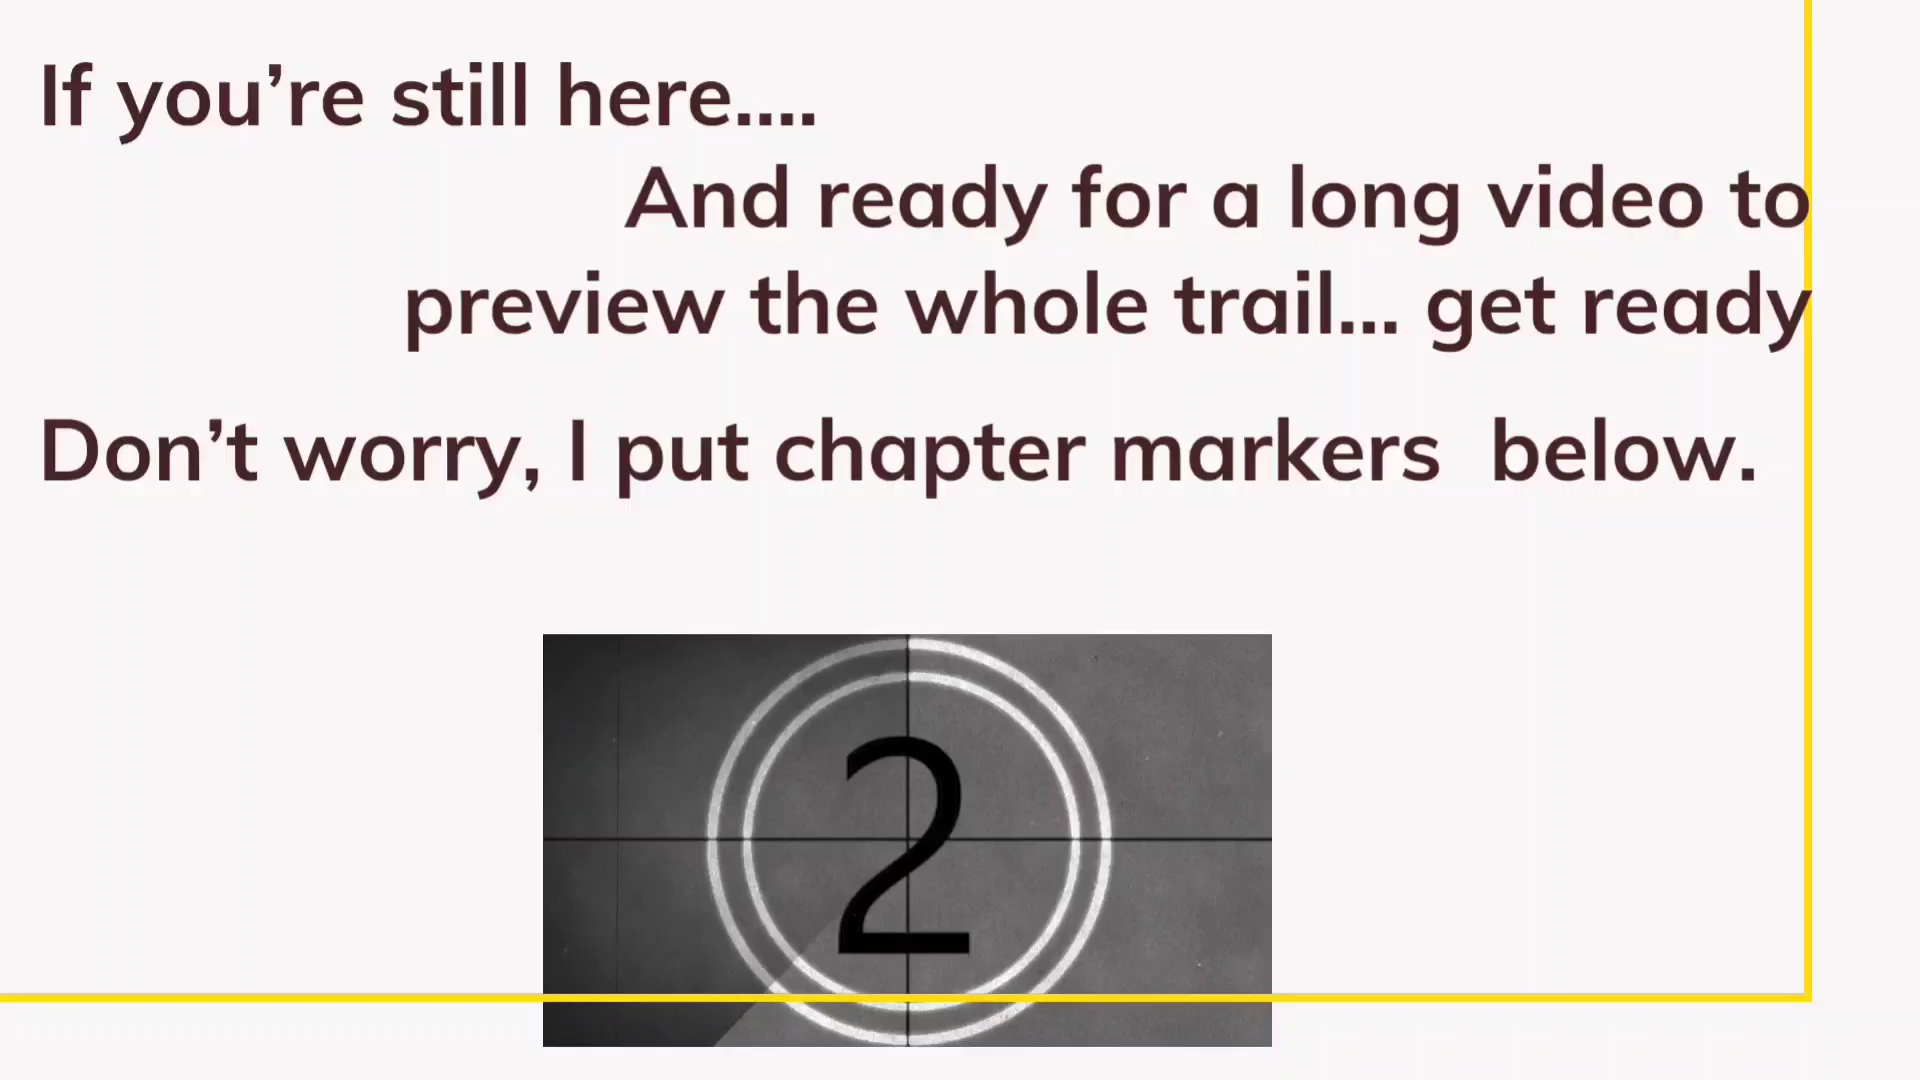 If you’re still here....
And ready for a long video to
preview the whole trail... get ready
Don’t worry, I put chapter markers  below.
2